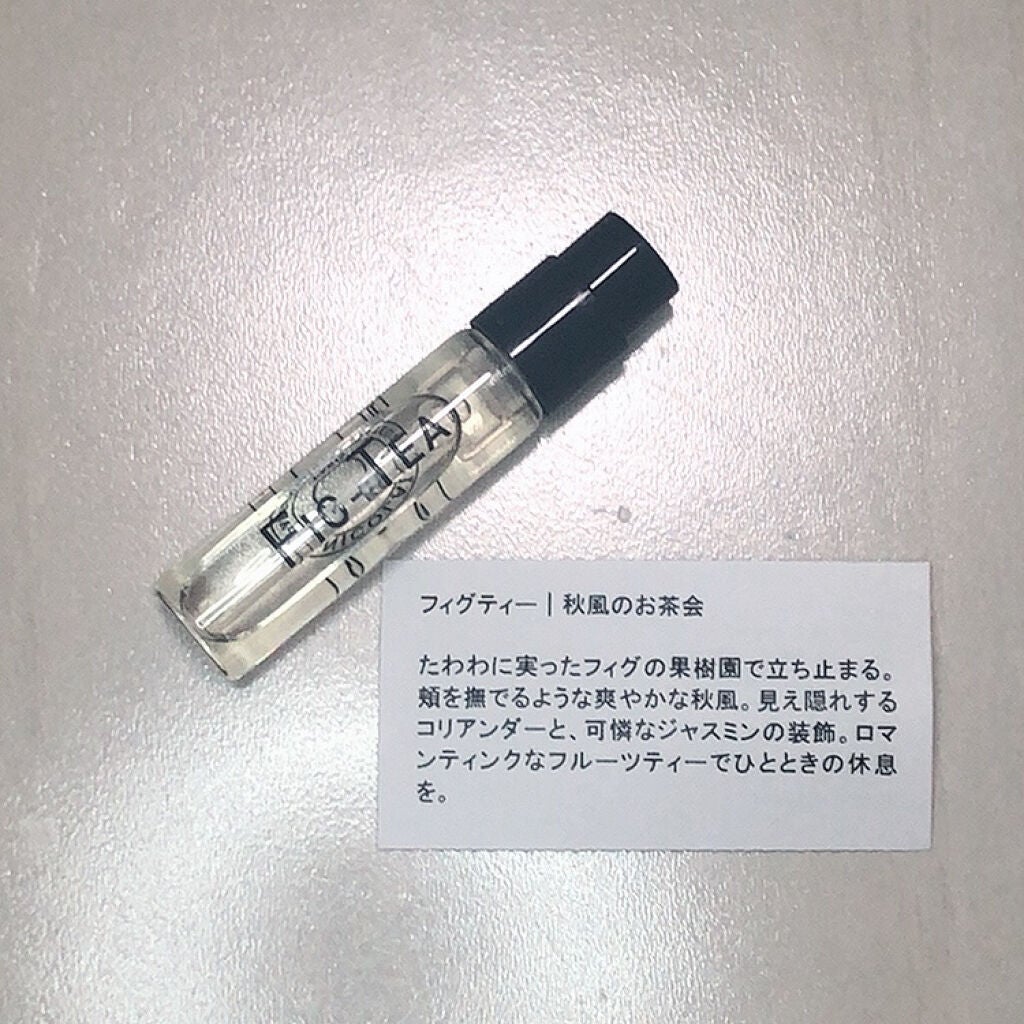 FIG-TEA
フィグティー | 秋風のお茶会
たわわに実ったフィグの果樹園で立ち止まる。
頬を撫でるような爽やかな秋風。見え隠れする
コリアンダーと、可憐なジャスミンの装飾。ロマ
ンティンクなフルーツティーでひとときの休息
を。